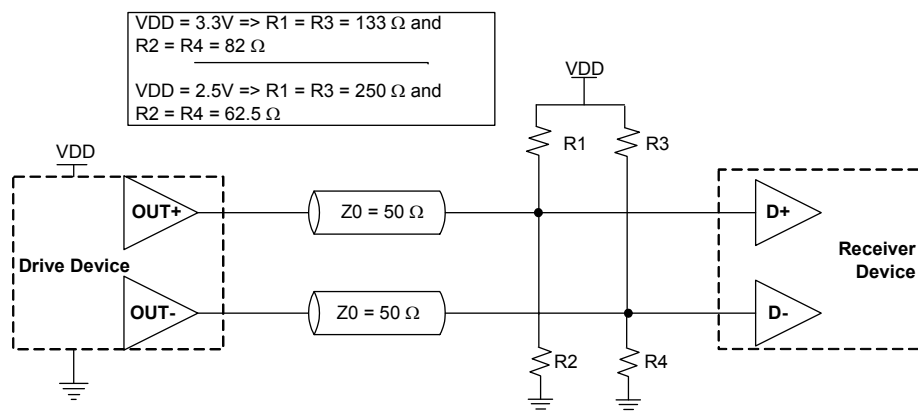 VDD = 3.3V => R1 = R3 = 133 Ω and
R2 = R4 = 82 Ω
VDD = 2.5V => R1 = R3 = 250 Ω and
R2 = R4 = 62.5 Ω
VDD
R1
R3
VDD
OUT+
Z0 = 50 Ω
D+
Drive Device
Receiver
Device
OUT-
Z0 = 50 Ω
D-
R2
R4